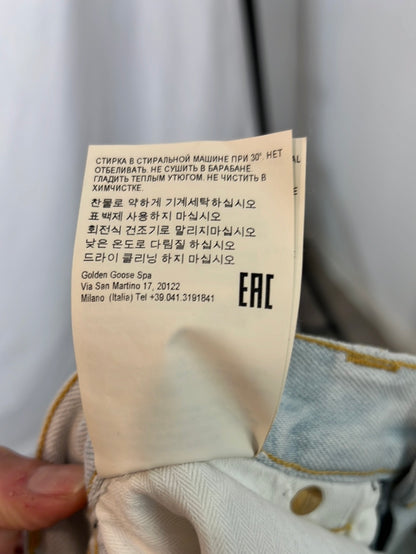 СТИРКА В СТИРАЛЬНОЙ МАШИНЕ ПРИ 30°. НЕТ
ОТБЕЛИВАТЬ. НЕ СУШИТЬ В БАРАБАНЕ.
ГЛАДИТЬ ТЕПЛЫМ УТЮГОМ. НЕ ЧИСТИТЬ В
ХИМЧИСТКЕ.
찬물로 약하게 기계세탁하십시오
표 백제 사용하지 마십시오
회전식 건조기로 말리지마십시오
낮은 온도로 다림질 하십시오
드라이 클리닝 하지 마십시오
Golden Goose Spa
Via San Martino 17, 20122
Milano (Italia) Tel +39.041.3191841
EAC